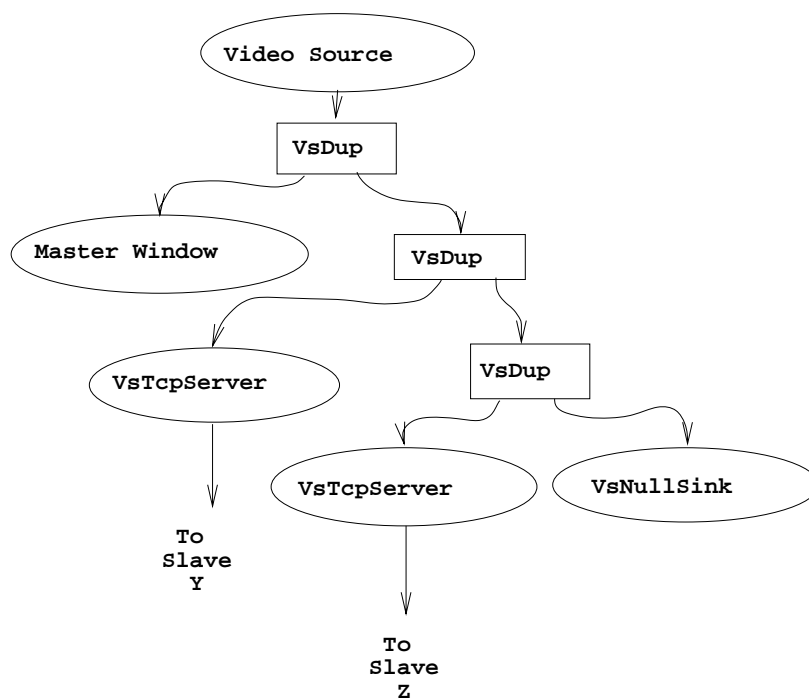 Video Source
VsDup
Master Window
VsDup
VsTcpServer
VsDup
VsTcpServer
VsNullSink
To
Slave
Y
To
Slave
Z